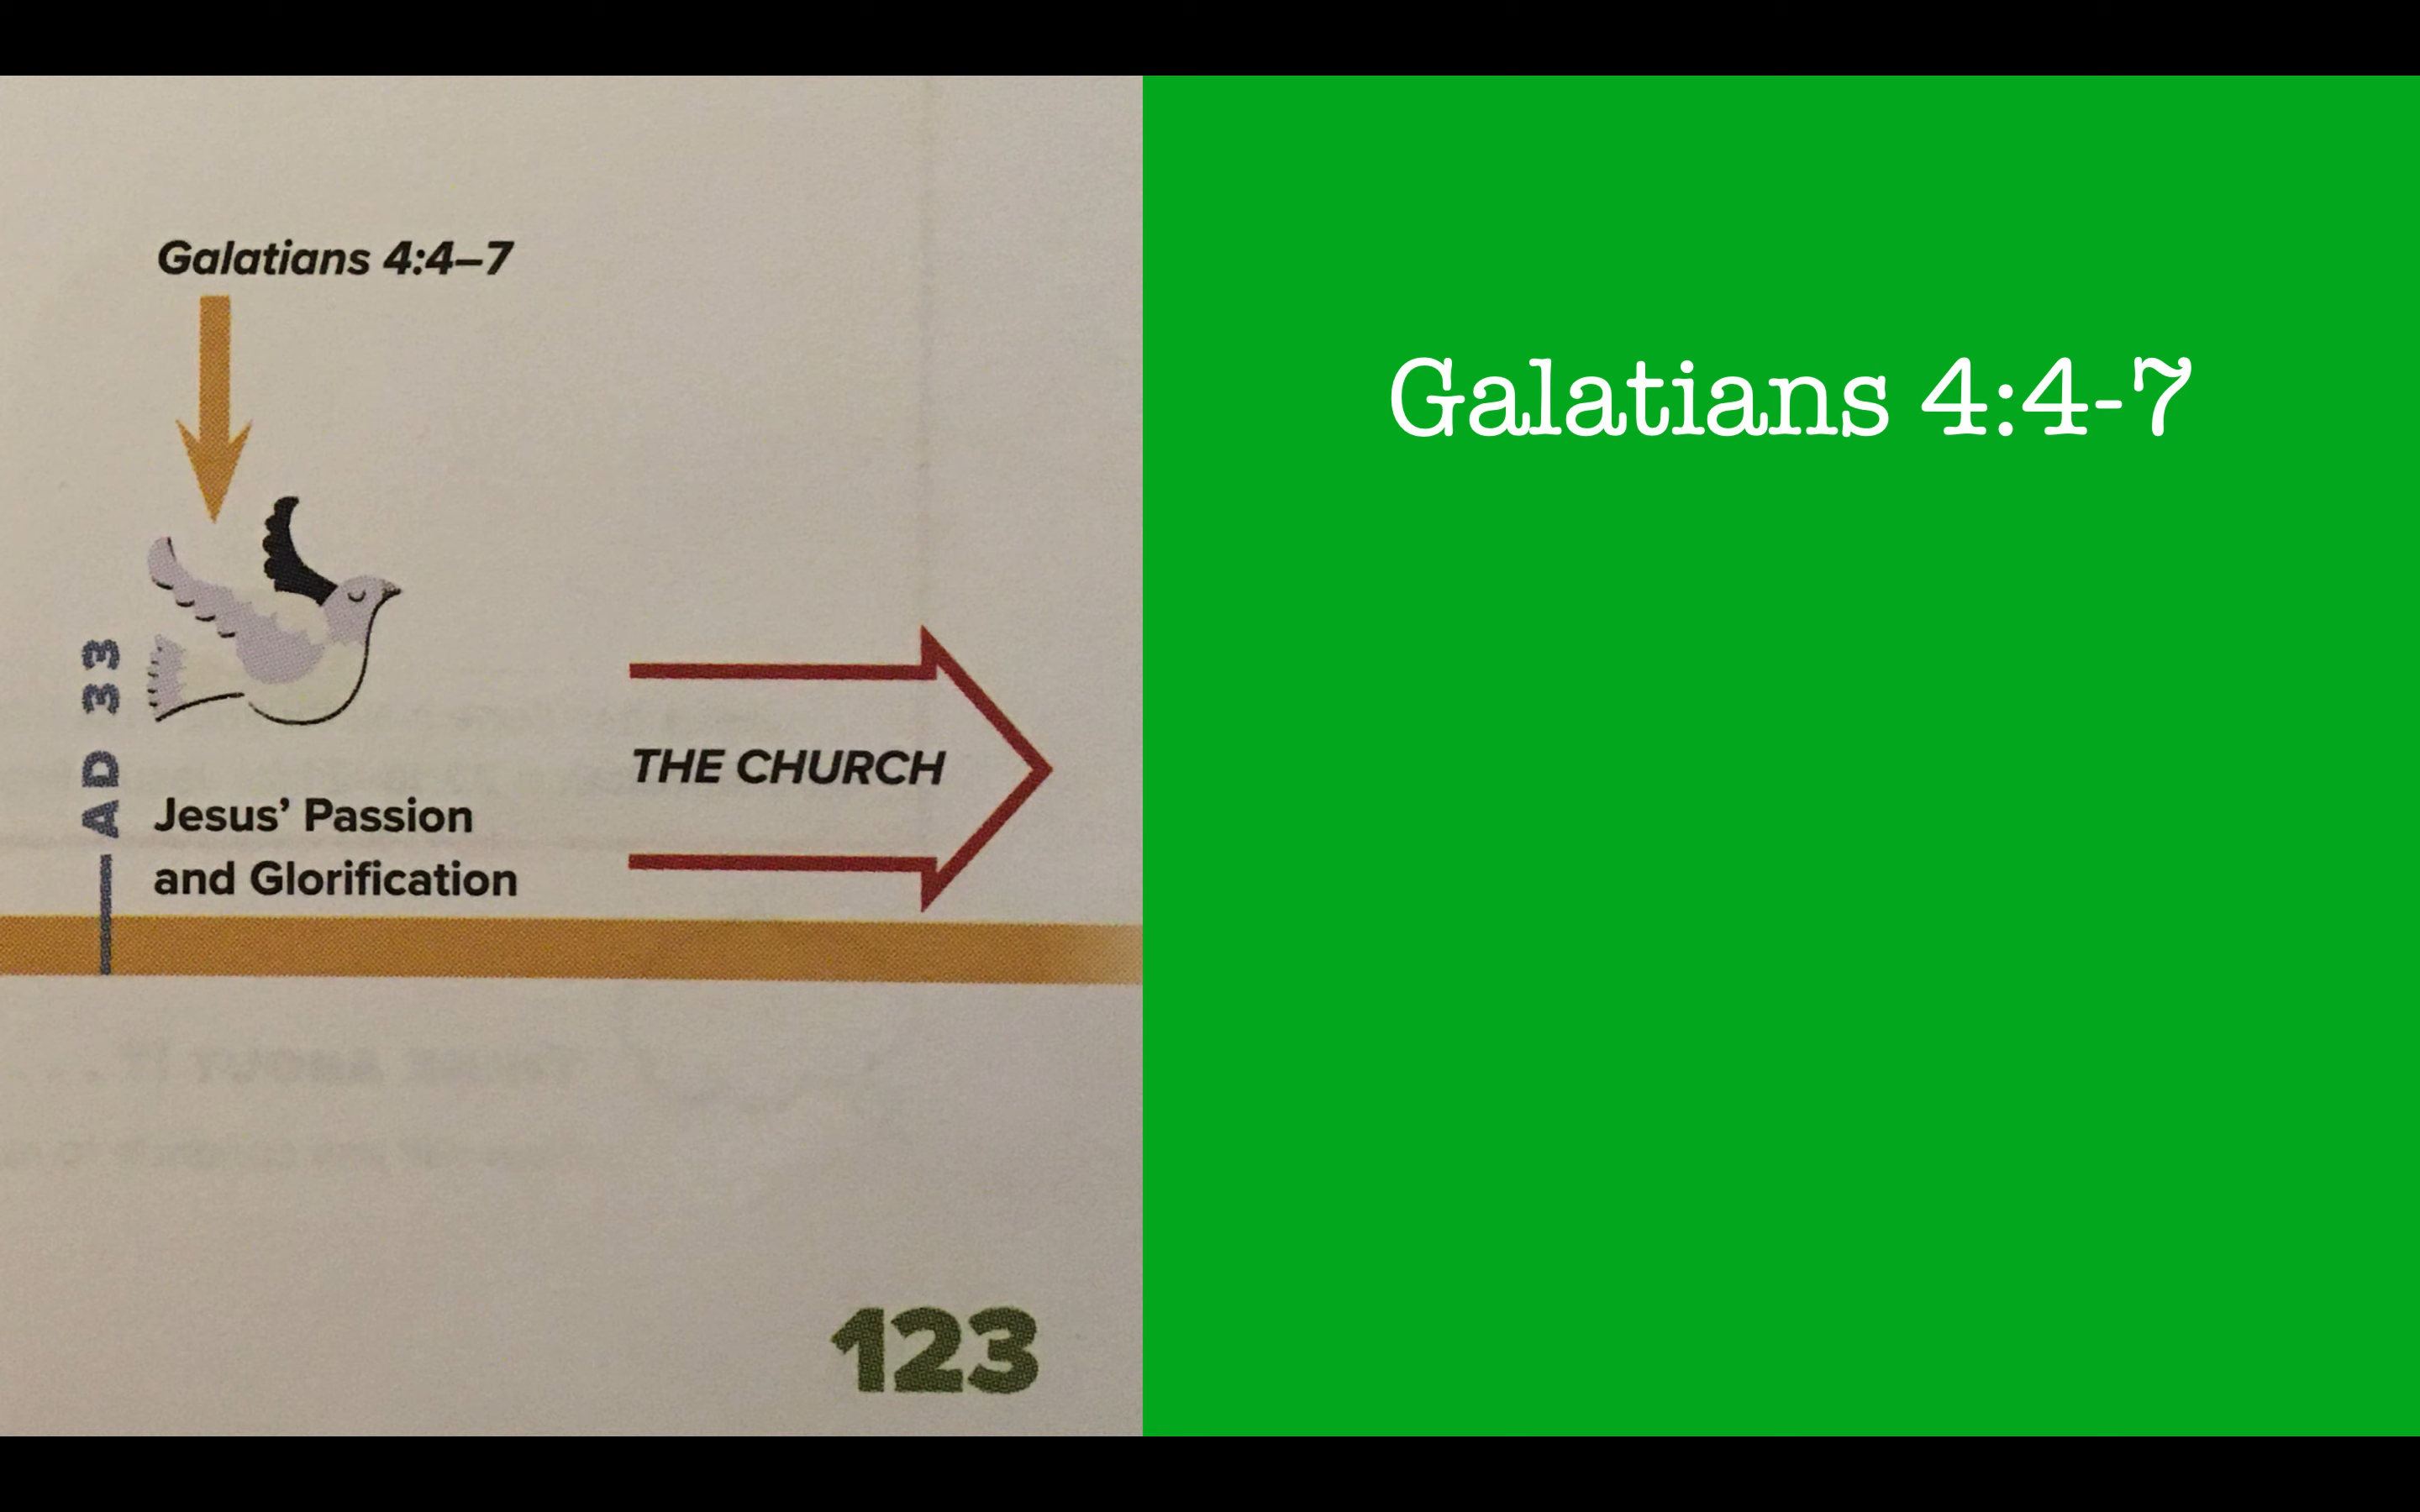 Galatians 4:4–7
AD 33
Jesus’ Passion
and Glorification
THE CHURCH
123
Galatians 4:4-7